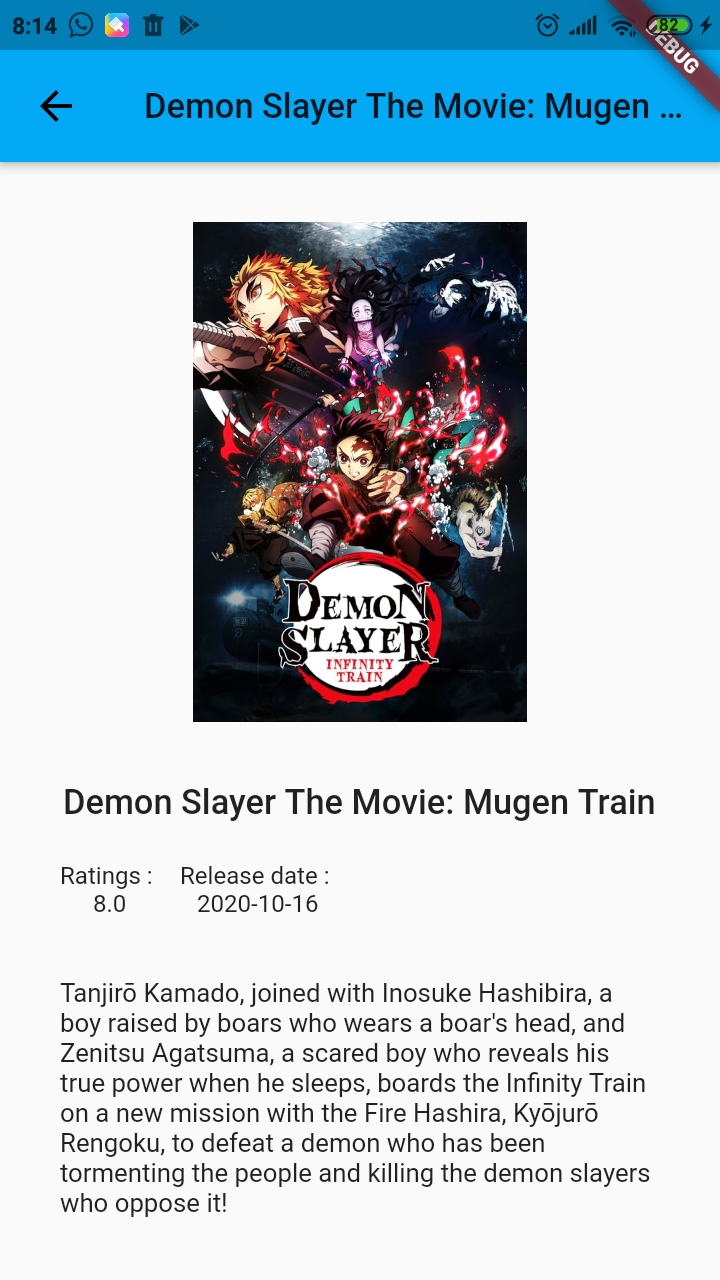 8:14
82
DEBUG
Demon Slayer The Movie: Mugen ...
DEMON
SLAYER
INFINITY
TRAIN
Demon Slayer The Movie: Mugen Train
Ratings : Release date :
8.0 2020-10-16
Tanjirō Kamado, joined with Inosuke Hashibira, a
boy raised by boars who wears a boar's head, and
Zenitsu Agatsuma, a scared boy who reveals his
true power when he sleeps, boards the Infinity Train
on a new mission with the Fire Hashira, Kyōjurō
Rengoku, to defeat a demon who has been
tormenting the people and killing the demon slayers
who oppose it!